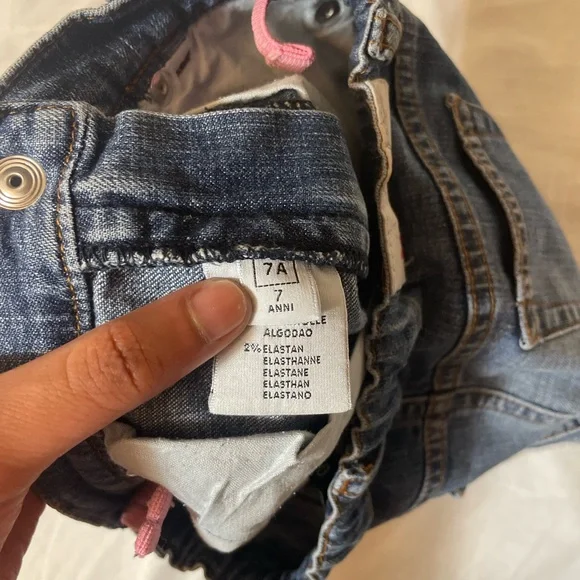 7A
7
ANNI
ALGODAO
2% ELASTAN
ELASTHANNE
ELASTANE
ELASTHAN
ELASTANO